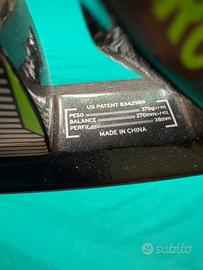 US PATENT 8342989
PESO 375g(+/-10)
BALANCE 270mm(+/-10)
PERFIL 38mm
MADE IN CHINA
subito